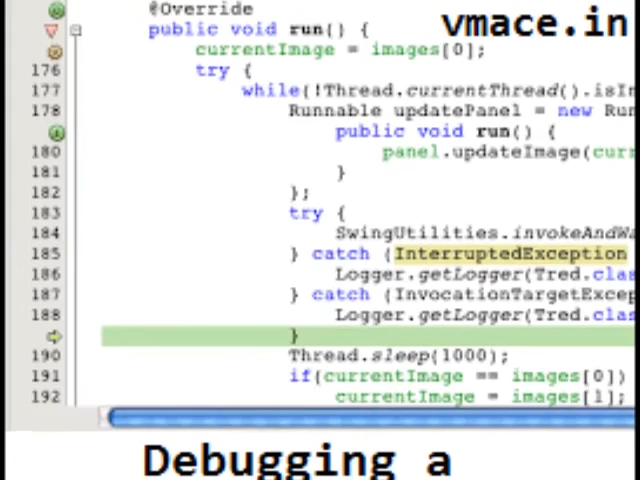 @Override
vmace.in
public void run() {
currentImage = images[0];
176 try {
177 while(!Thread.currentThread().isIn
178 Runnable updatePanel = new Run
public void run() {
180 panel.updateImage(curr
181 }
182 };
183 try {
184 SwingUtilities.invokeAndWa
185 } catch (InterruptedException
186 Logger.getLogger(Tred.clas
187 } catch (InvocationTargetExcep
188 Logger.getLogger(Tred.clas
}
190 Thread.sleep(1000);
191 if(currentImage == images[0])
192 currentImage = images[1];
Debugging a